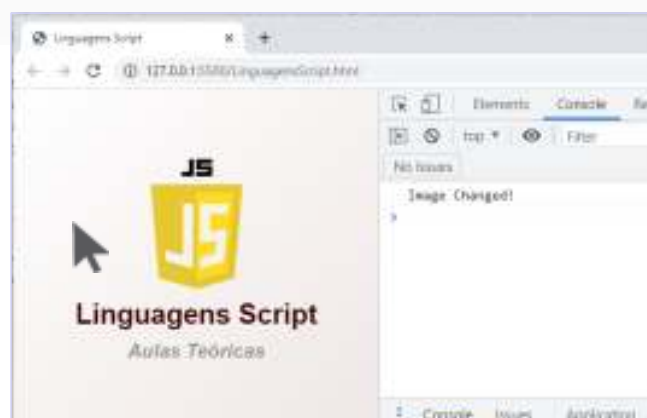 Linguagens Script
127.0.0.1:5500/LinguagensScript.html
Elements Console
top Filter
No Issues
Image Changed!
JS
JS
Linguagens Script
Aulas Teóricas
Console Issues Application